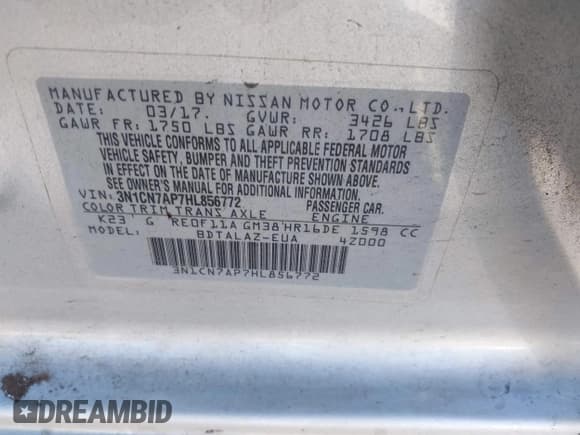 MANUFACTURED BY NISSAN MOTOR CO., LTD.
DATE: 03/17. GVWR: 3426 LBS
GAWR FR: 1750 LBS GAWR RR: 1708 LBS
THIS VEHICLE CONFORMS TO ALL APPLICABLE FEDERAL MOTOR
VEHICLE SAFETY, BUMPER AND THEFT PREVENTION STANDARDS
IN EFFECT ON THE DATE OF MANUFACTURE SHOWN ABOVE.
SEE OWNER'S MANUAL FOR ADDITIONAL INFORMATION.
VIN: 3N1CN7AP7HL856772 PASSENGER CAR.
COLOR TRIM TRANS AXLE ENGINE
K23 G RE0F11A GM38 HR16DE 1598 CC
MODEL: BDTALAZ-EUA 4Z000
3N1CN7AP7HL856772
DREAMBID